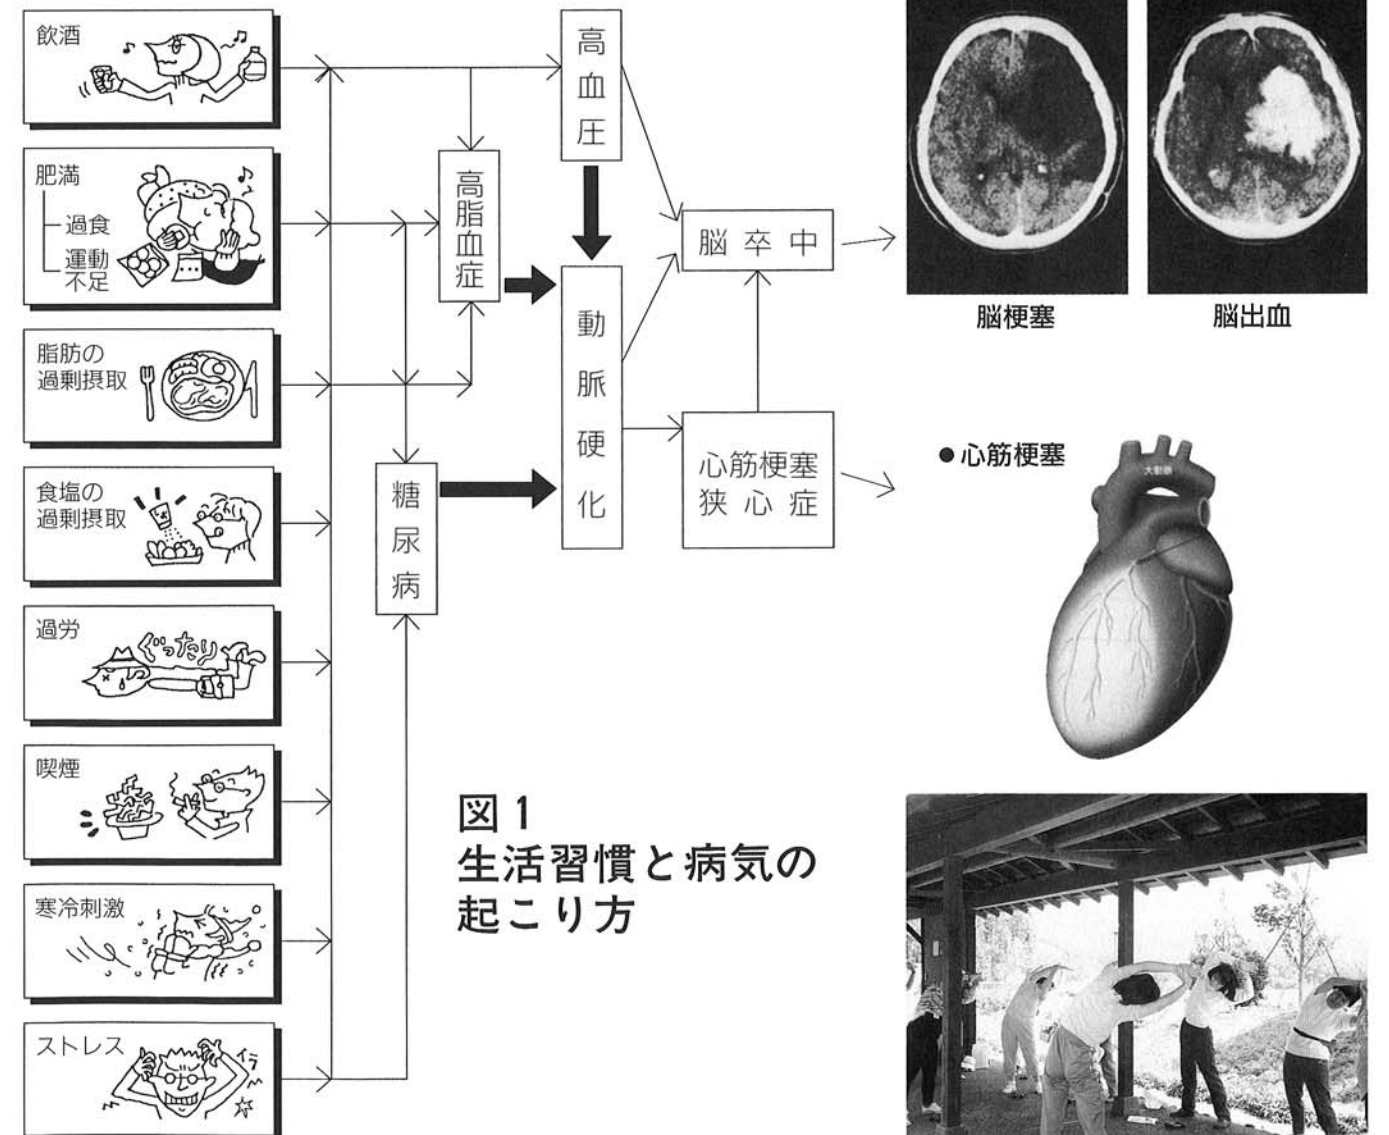 飲酒
肥満
過食
運動
不足
脂肪の
過剰摂取
食塩の
過剰摂取
過労
ぐったり
喫煙
寒冷刺激
ストレス
イライラ
高血圧
高脂血症
糖尿病
動脈硬化
脳卒中
心筋梗塞
狭心症
脳梗塞
脳出血
●心筋梗塞
大動脈
図1
生活習慣と病気の
起こり方